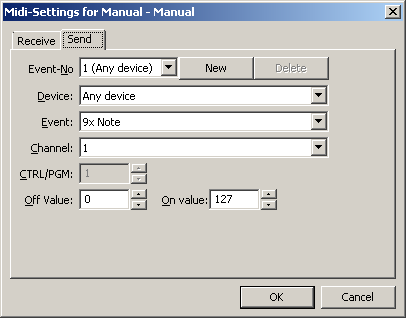 Midi-Settings for Manual - Manual
Receive Send
Event-No 1 (Any device) New Delete
Device: Any device
Event: 9x Note
Channel: 1
CTRL/PGM: 1
Off Value: 0 On value: 127
OK Cancel